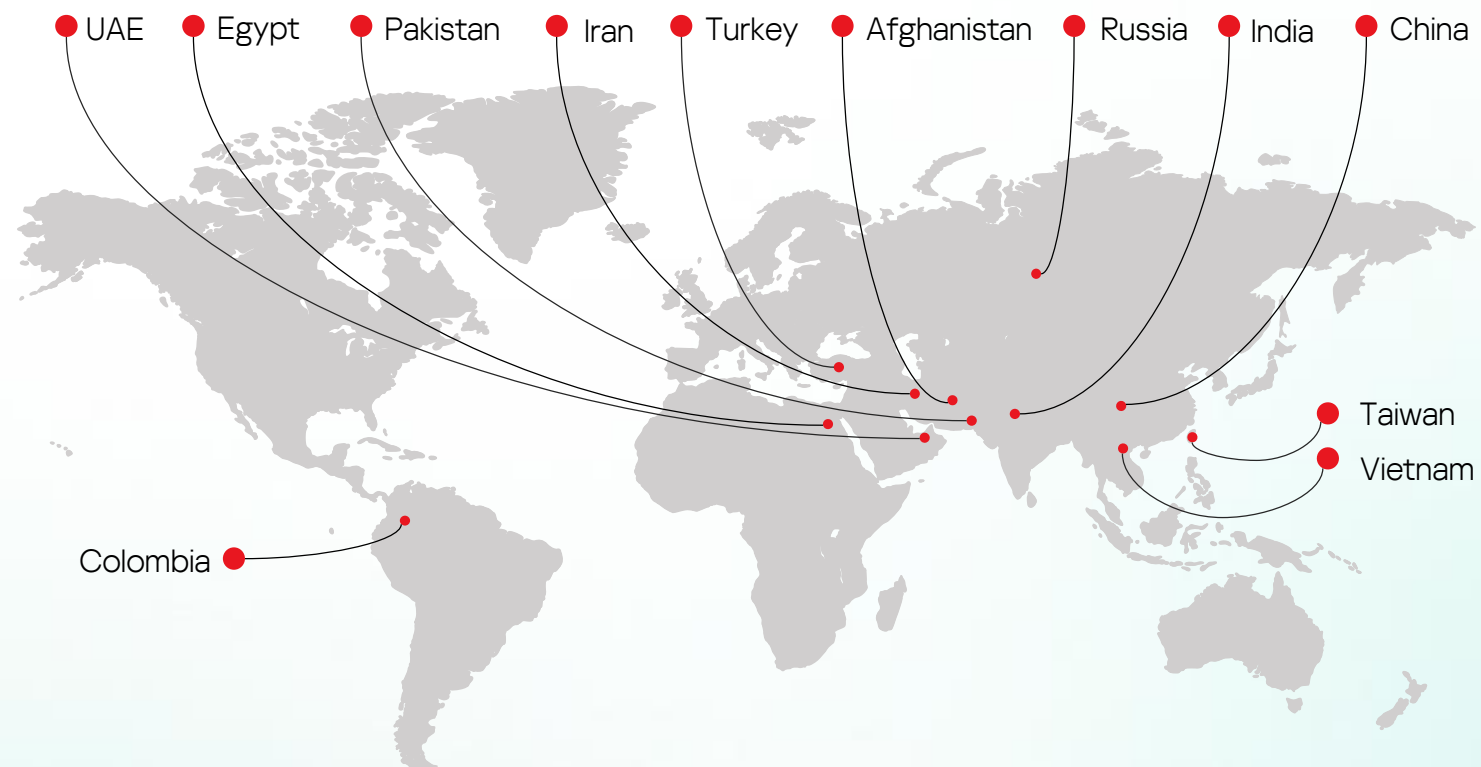 UAE
Egypt
Pakistan
Iran
Turkey
Afghanistan
Russia
India
China
Taiwan
Vietnam
Colombia